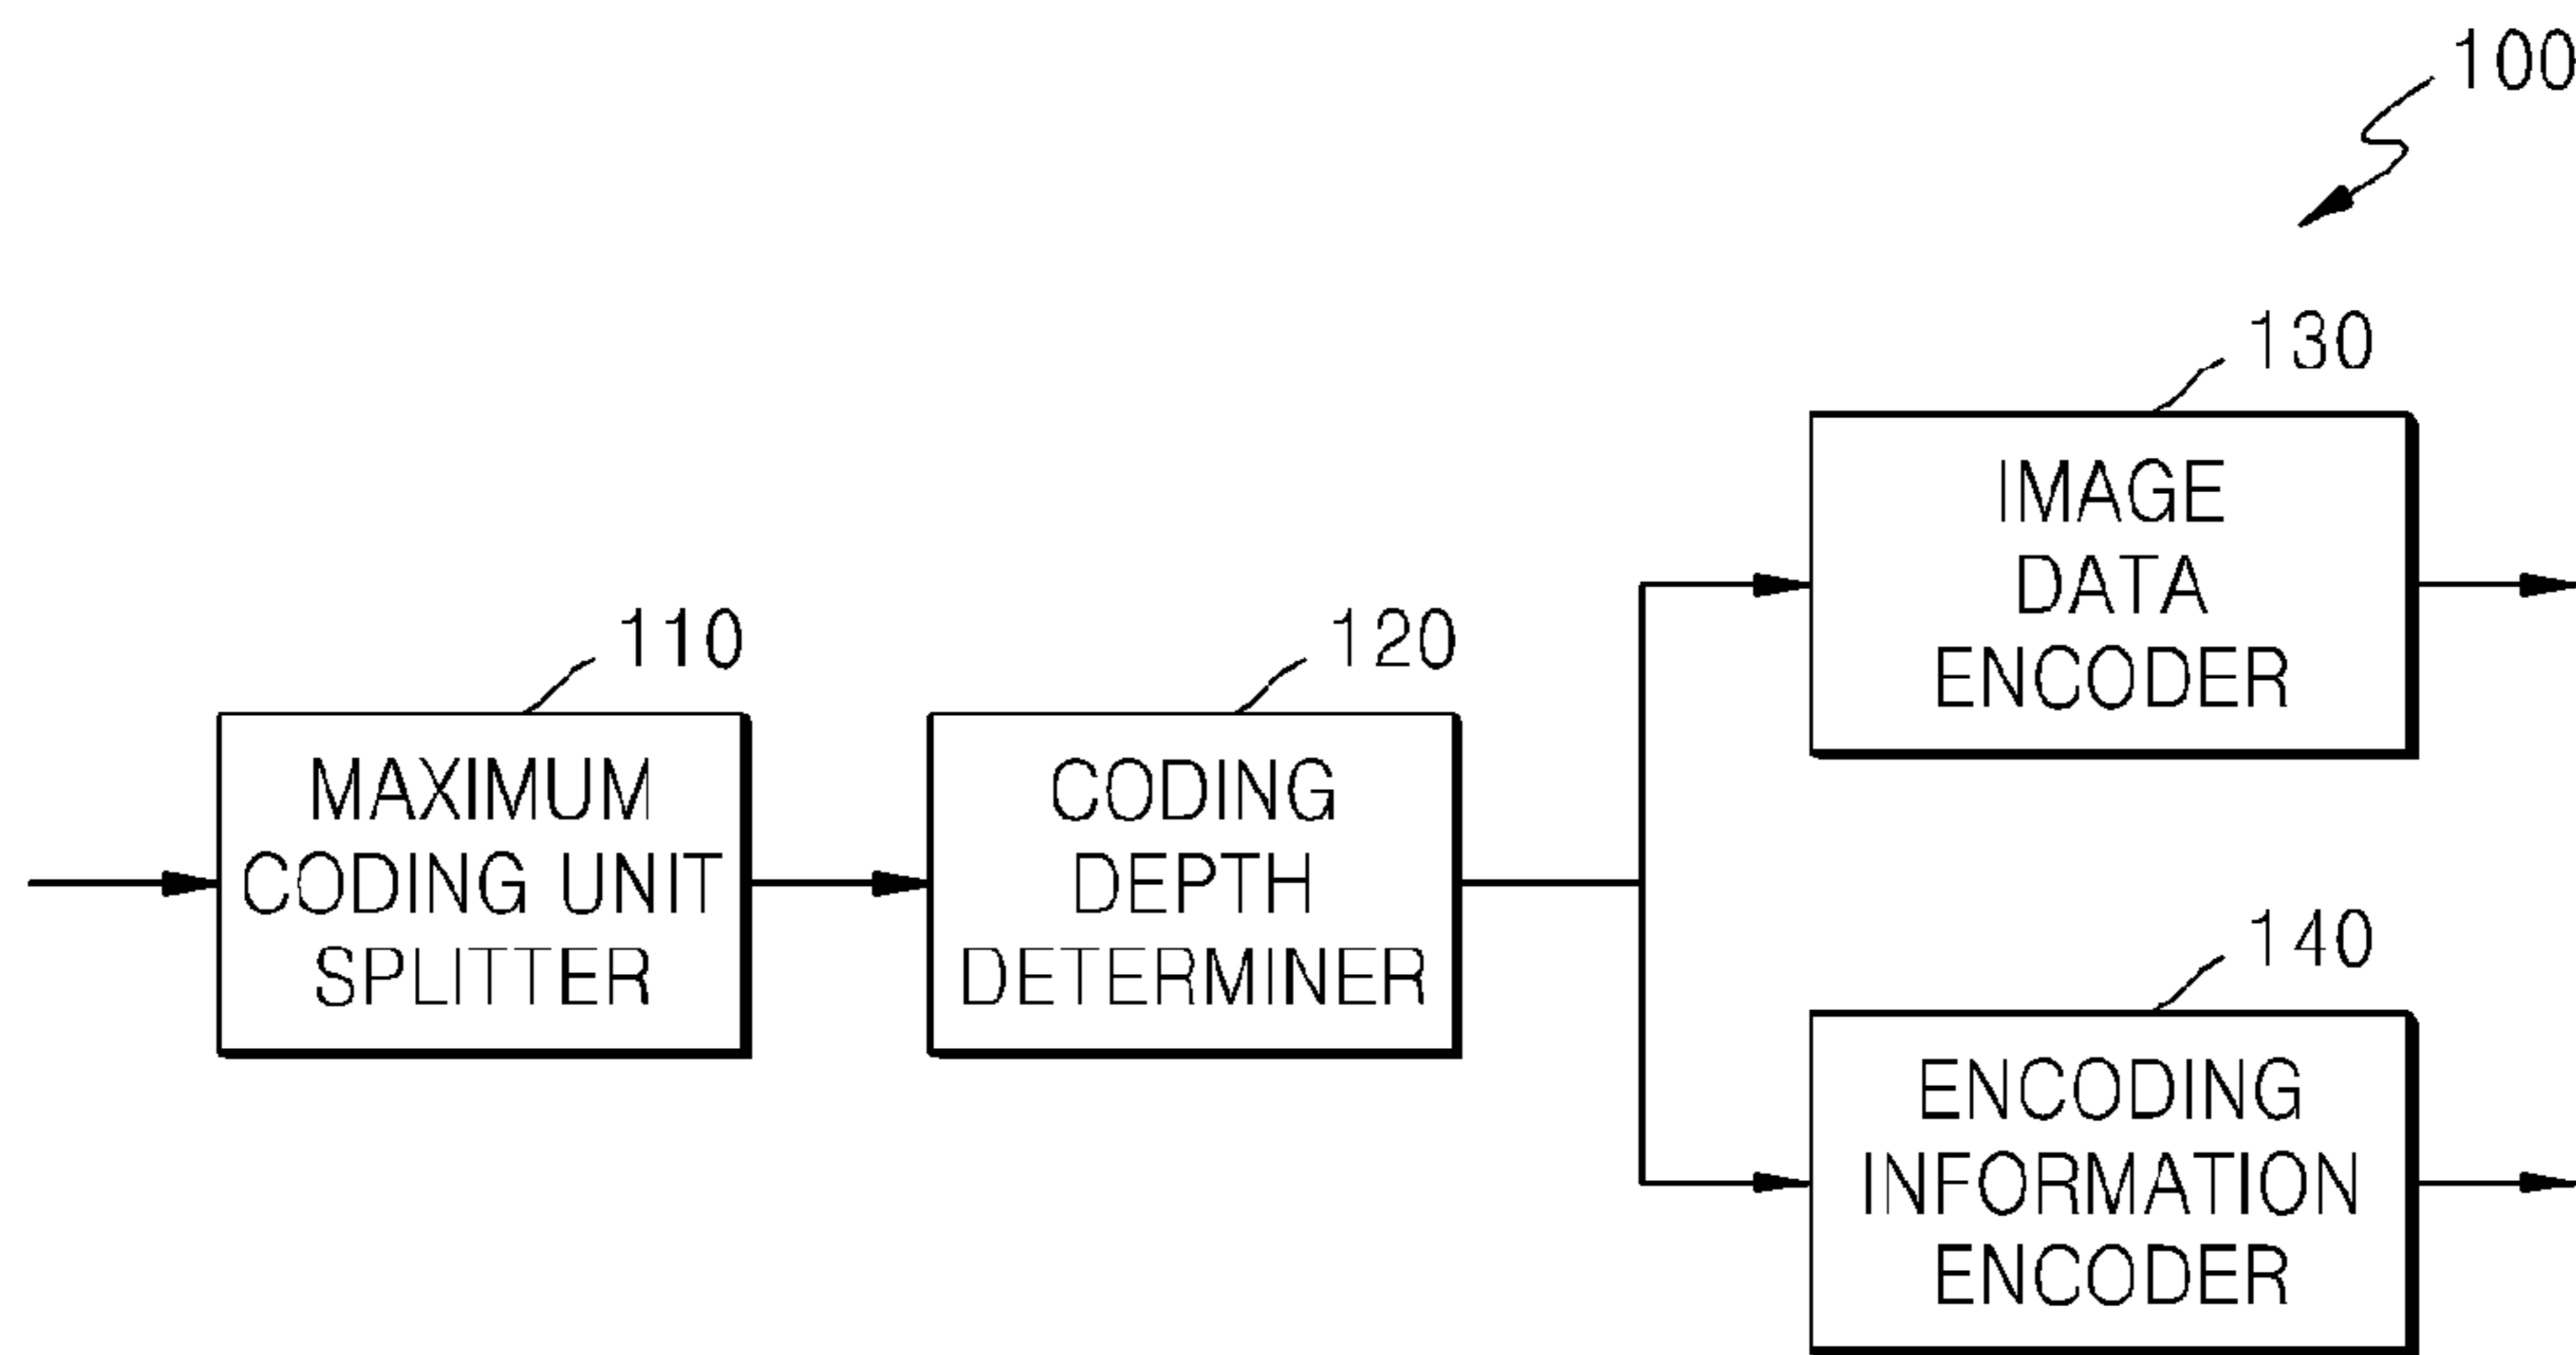 100
130
IMAGE
DATA
ENCODER
110
120
MAXIMUM
CODING UNIT
SPLITTER
CODING
DEPTH
DETERMINER
140
ENCODING
INFORMATION
ENCODER